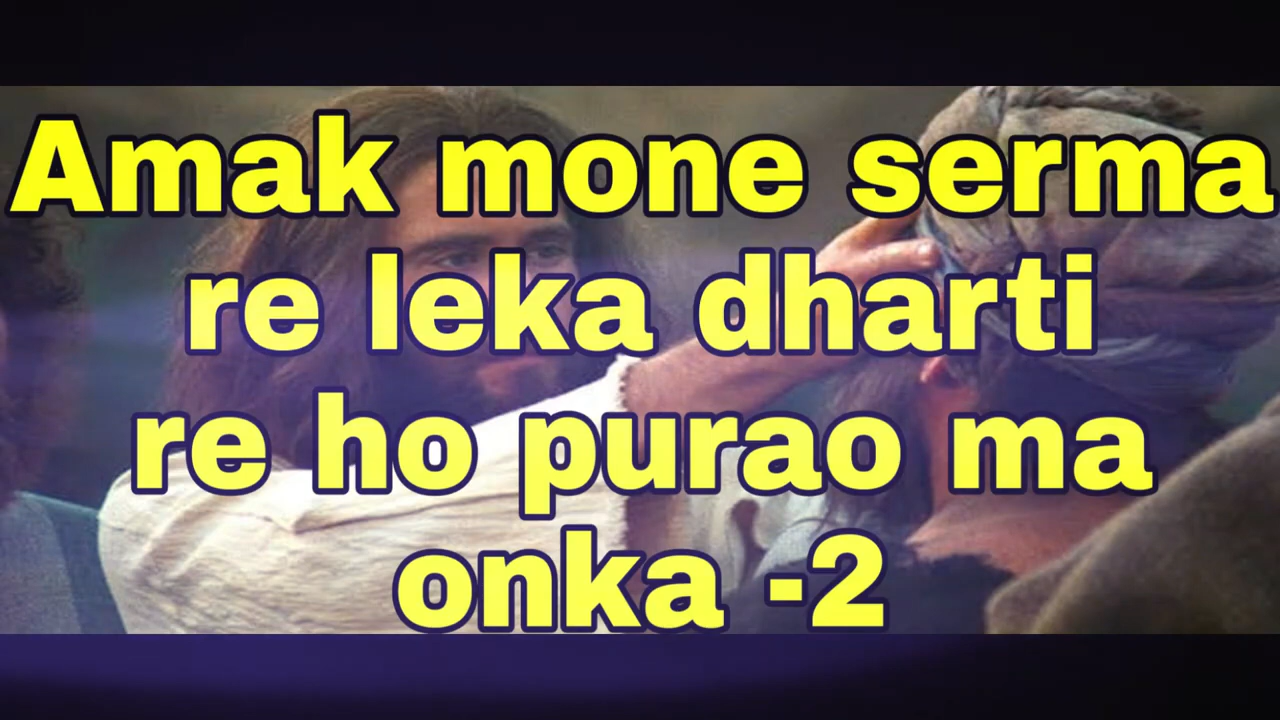 Amak mone serma
re leka dharti
re ho purao ma
onka -2